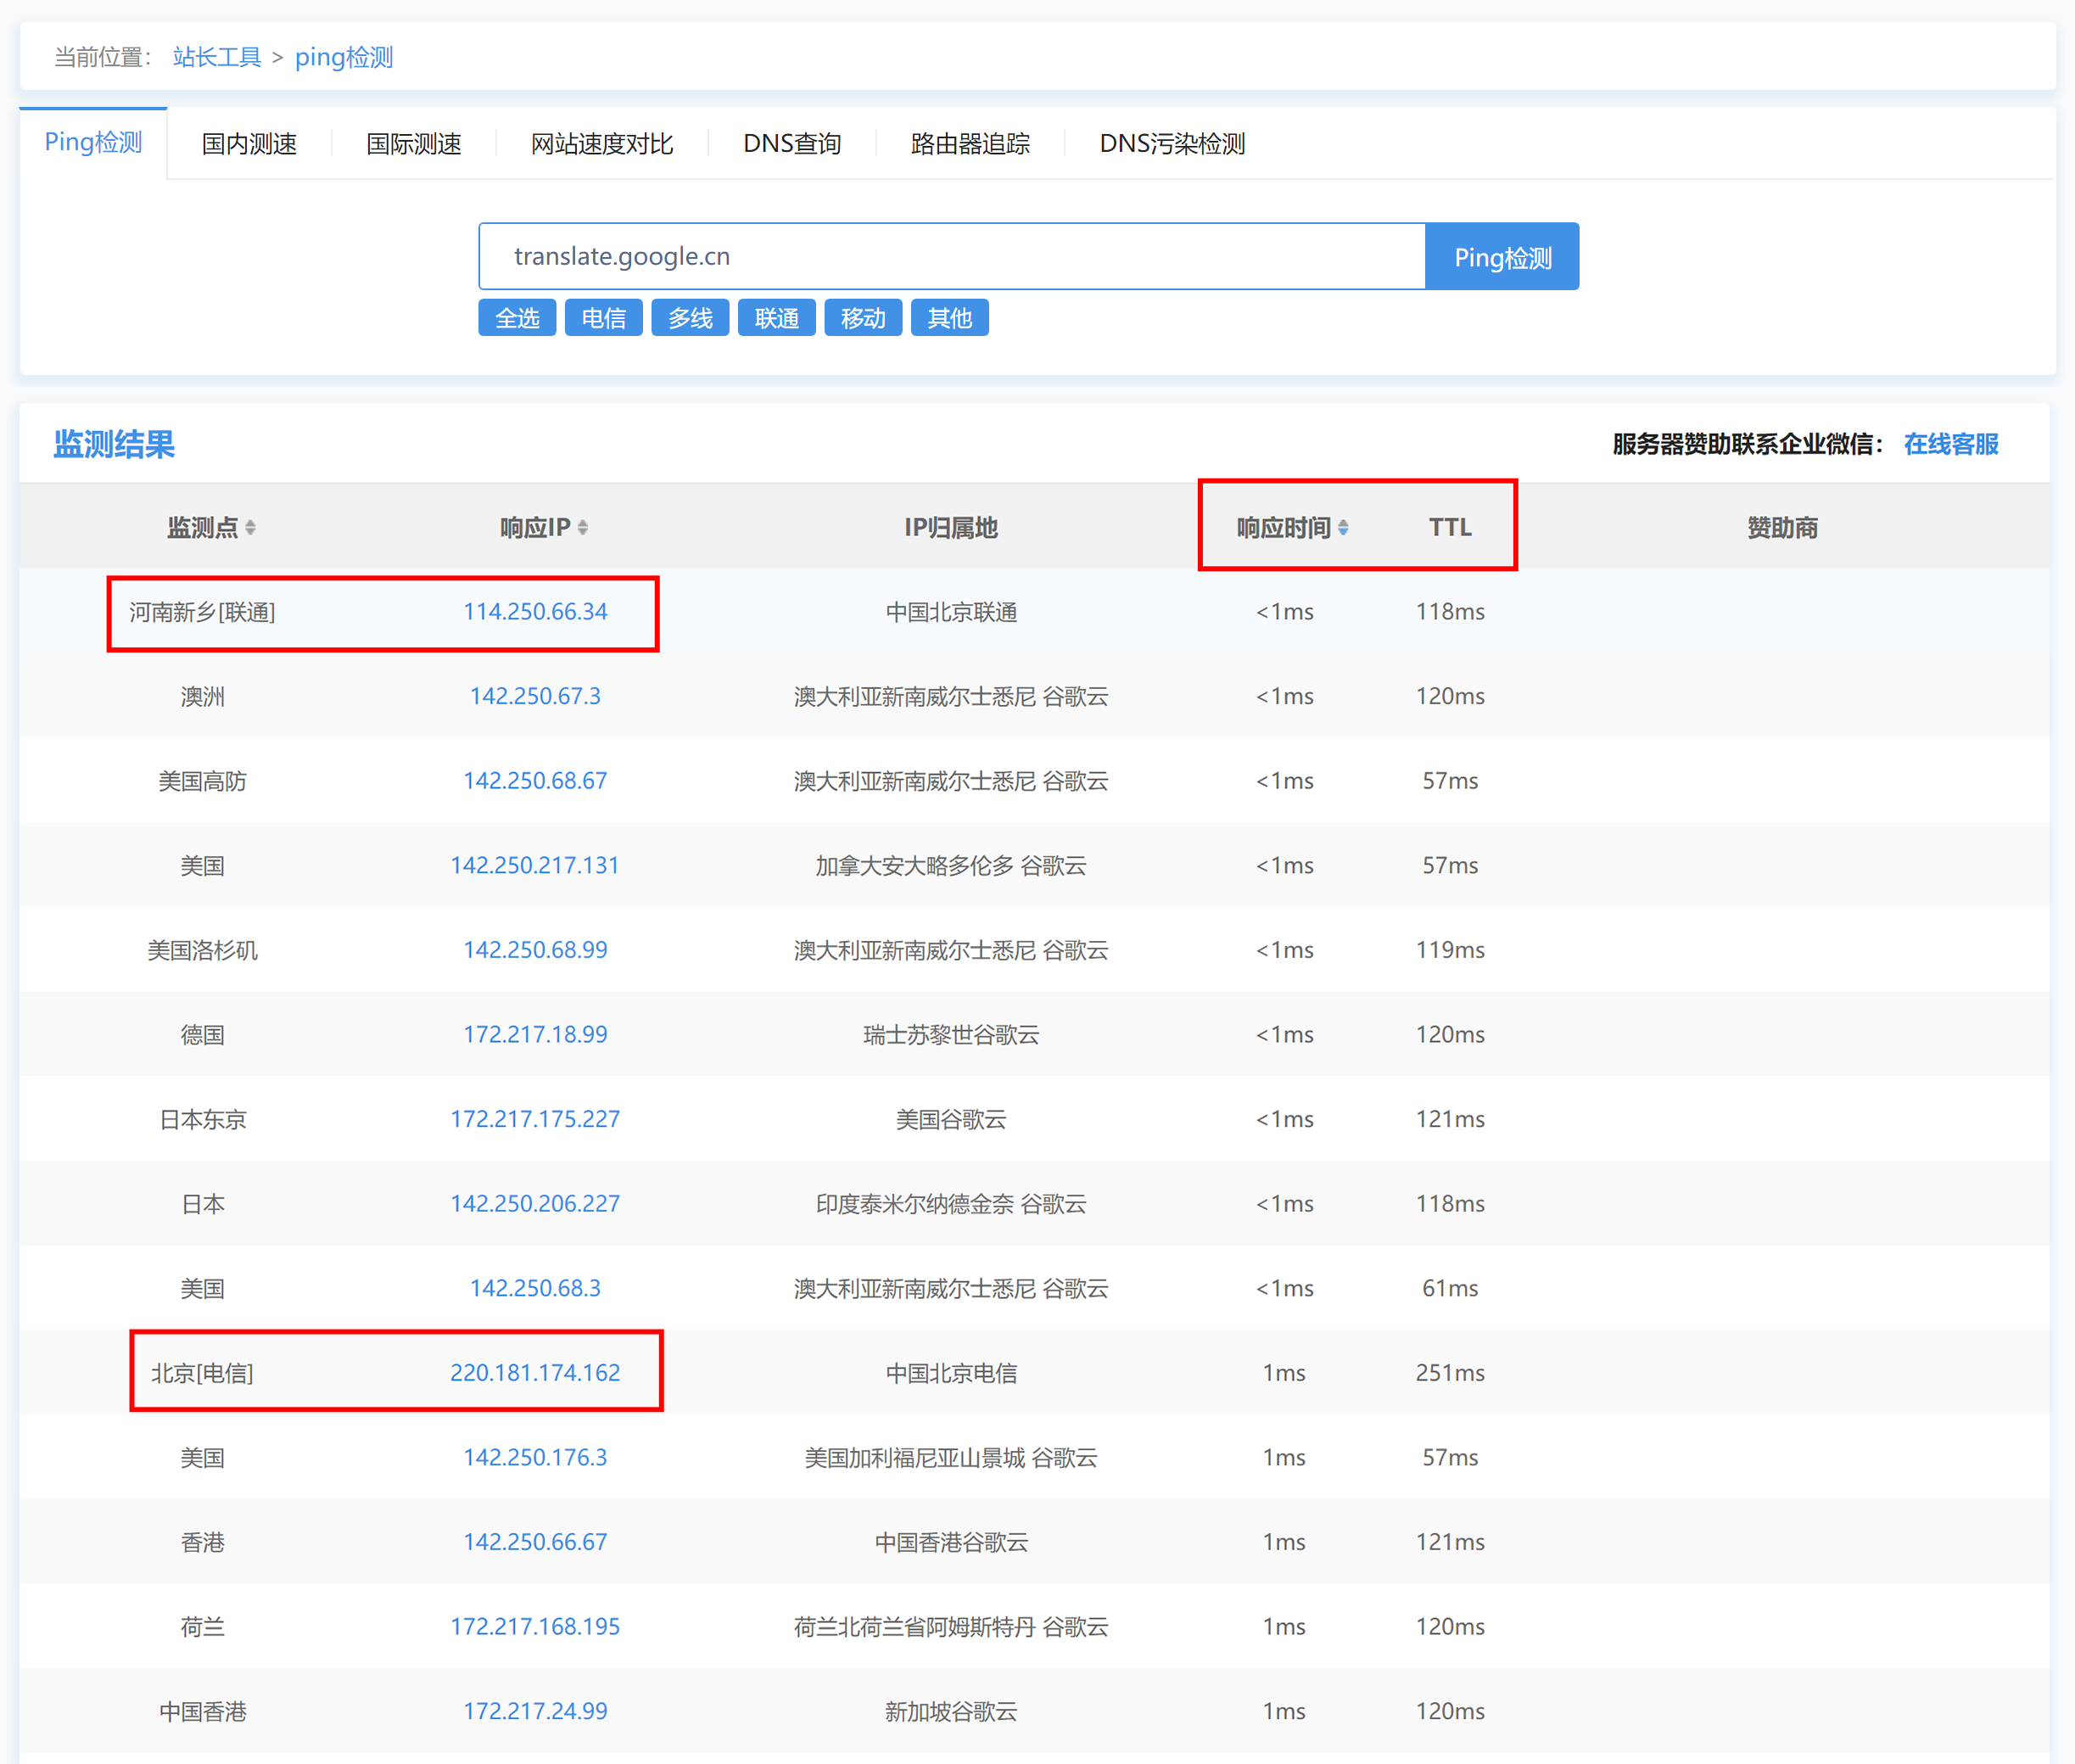 当前位置： 站长工具 > ping检测
Ping检测 国内测速 国际测速 网站速度对比 DNS查询 路由器追踪 DNS污染检测
translate.google.cn Ping检测
全选 电信 多线 联通 移动 其他
监测结果 服务器赞助联系企业微信： 在线客服
监测点 响应IP IP归属地 响应时间 TTL 赞助商
河南新乡[联通] 114.250.66.34 中国北京联通 <1ms 118ms
澳洲 142.250.67.3 澳大利亚新南威尔士悉尼 谷歌云 <1ms 120ms
美国高防 142.250.68.67 澳大利亚新南威尔士悉尼 谷歌云 <1ms 57ms
美国 142.250.217.131 加拿大安大略多伦多 谷歌云 <1ms 57ms
美国洛杉矶 142.250.68.99 澳大利亚新南威尔士悉尼 谷歌云 <1ms 119ms
德国 172.217.18.99 瑞士苏黎世谷歌云 <1ms 120ms
日本东京 172.217.175.227 美国谷歌云 <1ms 121ms
日本 142.250.206.227 印度泰米尔纳德金奈 谷歌云 <1ms 118ms
美国 142.250.68.3 澳大利亚新南威尔士悉尼 谷歌云 <1ms 61ms
北京[电信] 220.181.174.162 中国北京电信 1ms 251ms
美国 142.250.176.3 美国加利福尼亚山景城 谷歌云 1ms 57ms
香港 142.250.66.67 中国香港谷歌云 1ms 121ms
荷兰 172.217.168.195 荷兰北荷兰省阿姆斯特丹 谷歌云 1ms 120ms
中国香港 172.217.24.99 新加坡谷歌云 1ms 120ms